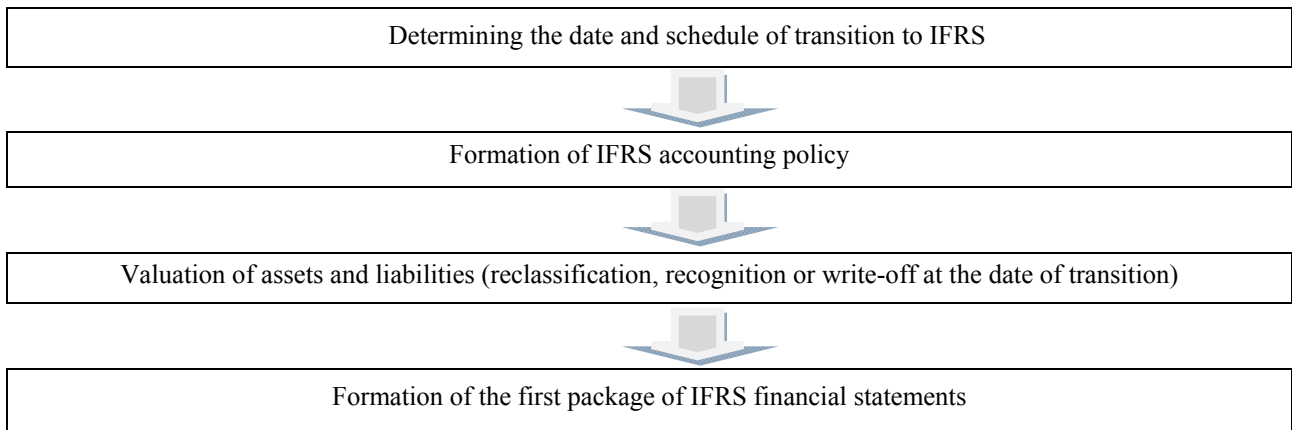 Determining the date and schedule of transition to IFRS
Formation of IFRS accounting policy
Valuation of assets and liabilities (reclassification, recognition or write-off at the date of transition)
Formation of the first package of IFRS financial statements